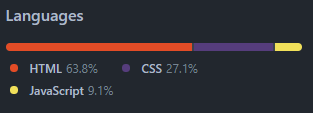 Languages
HTML 63.8% CSS 27.1%
JavaScript 9.1%